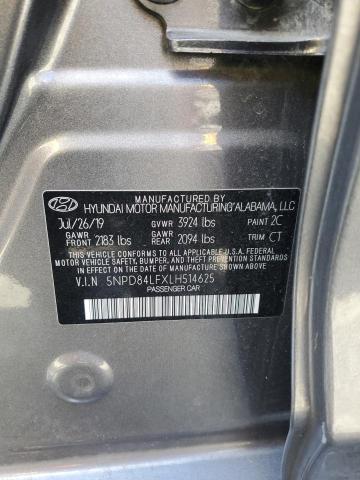 MANUFACTURED BY
HYUNDAI MOTOR MANUFACTURING ALABAMA, LLC
Jul/26/19 GVWR 3924 lbs PAINT 2C
GAWR FRONT 2183 lbs GAWR REAR 2094 lbs TRIM CT
THIS VEHICLE CONFORMS TO ALL APPLICABLE U.S.A. FEDERAL
MOTOR VEHICLE SAFETY, BUMPER, AND THEFT PREVENTION STANDARDS
IN EFFECT ON THE DATE OF MANUFACTURE SHOWN ABOVE.
V.I.N 5NPD84LFXLH514625
PASSENGER CAR